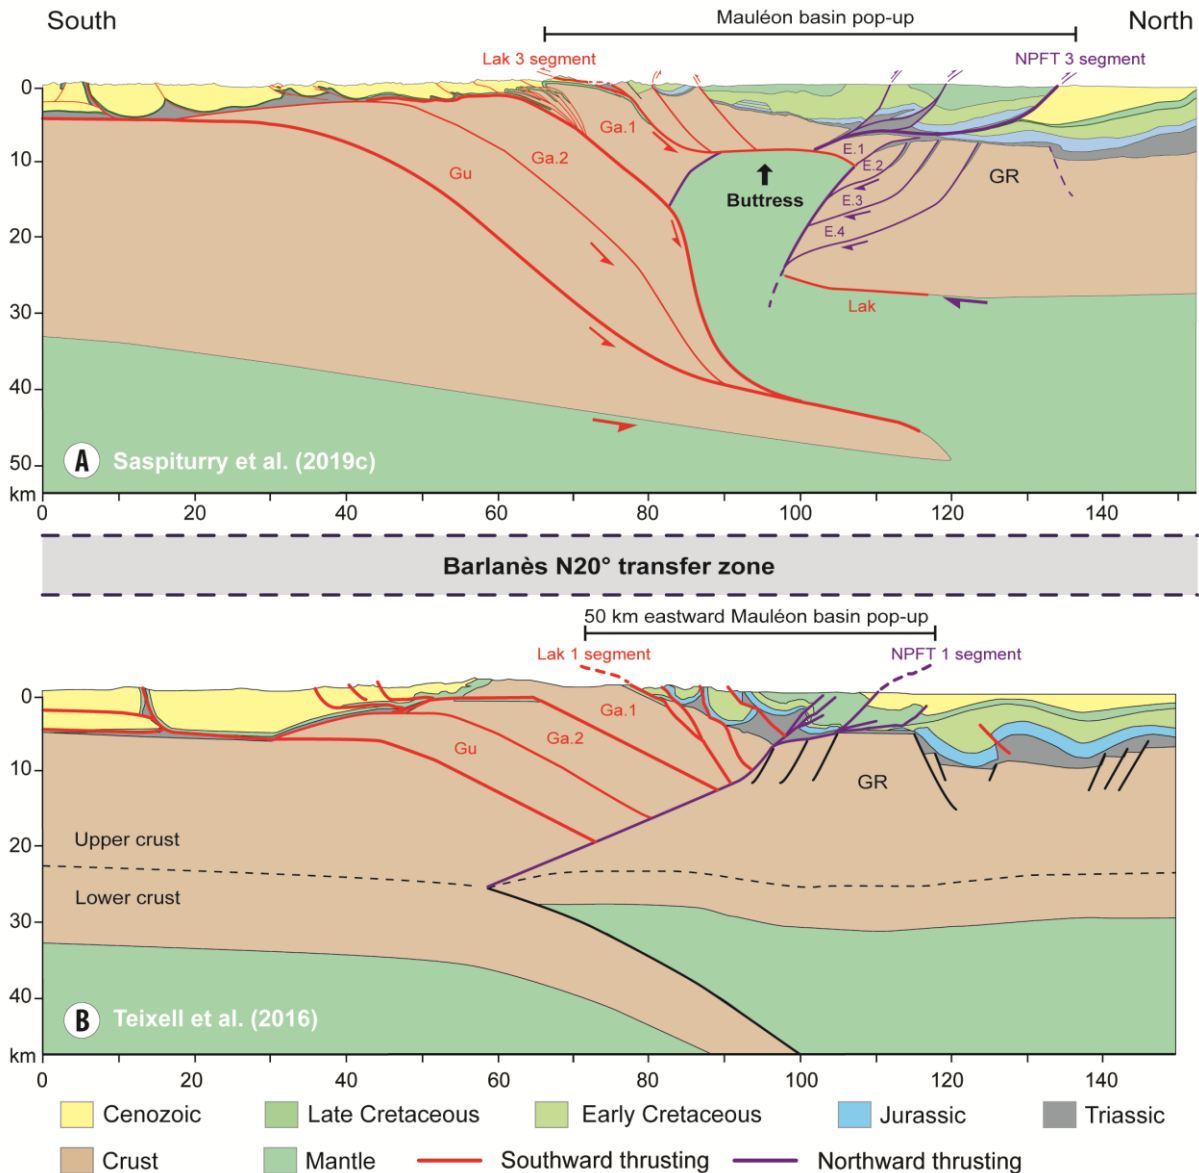 South
Mauléon basin pop-up
North
Lak 3 segment
NPFT 3 segment
0
10
20
30
40
50
km
Ga.1
Ga.2
Gu
Buttress
E.1
E.2
E.3
E.4
GR
Lak
A Saspiturry et al. (2019c)
0 20 40 60 80 100 120 140
Barlanès N20° transfer zone
50 km eastward Mauléon basin pop-up
Lak 1 segment
NPFT 1 segment
0
10
20
30
40
km
Ga.1
Ga.2
Gu
GR
Upper crust
Lower crust
B Teixell et al. (2016)
0 20 40 60 80 100 120 140
Cenozoic Late Cretaceous Early Cretaceous Jurassic Triassic
Crust Mantle Southward thrusting Northward thrusting